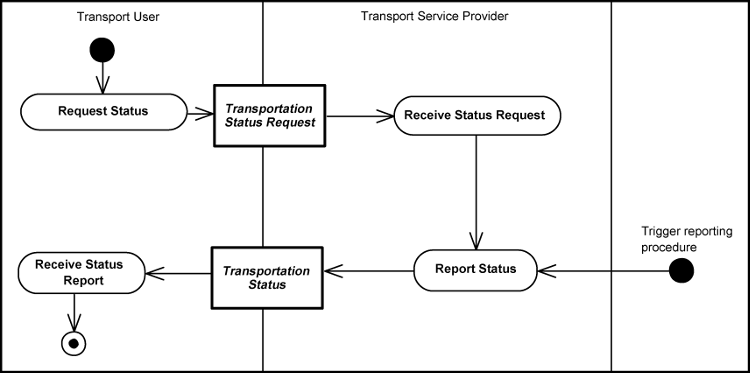 Transport User
Transport Service Provider
Request Status
Transportation
Status Request
Receive Status Request
Trigger reporting
procedure
Receive Status
Report
Transportation
Status
Report Status